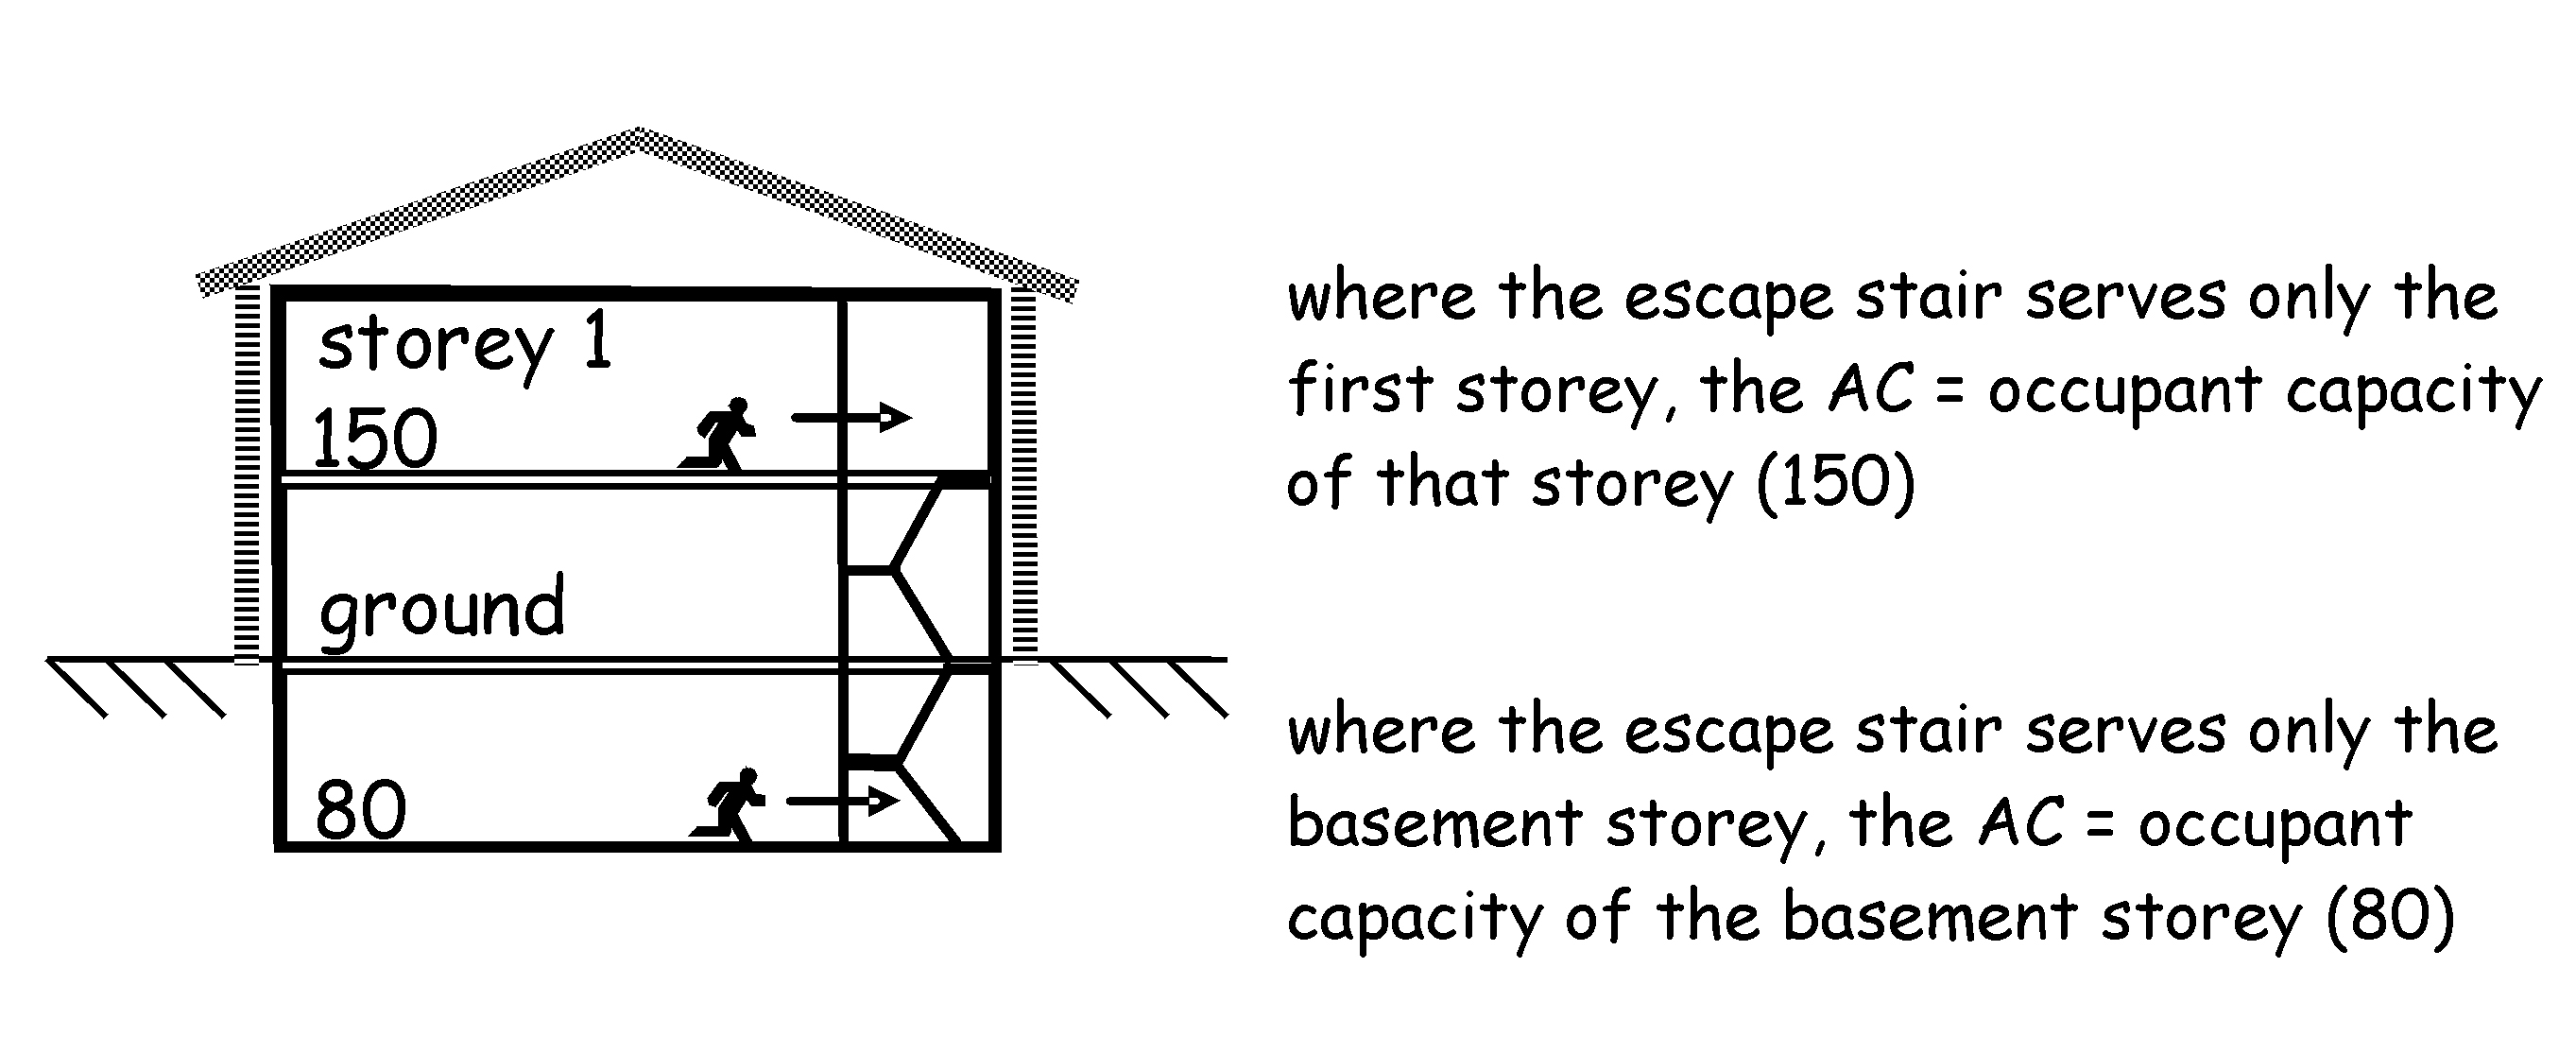 storey 1
150
ground
80
where the escape stair serves only the
first storey, the AC = occupant capacity
of that storey (150)
where the escape stair serves only the
basement storey, the AC = occupant
capacity of the basement storey (80)